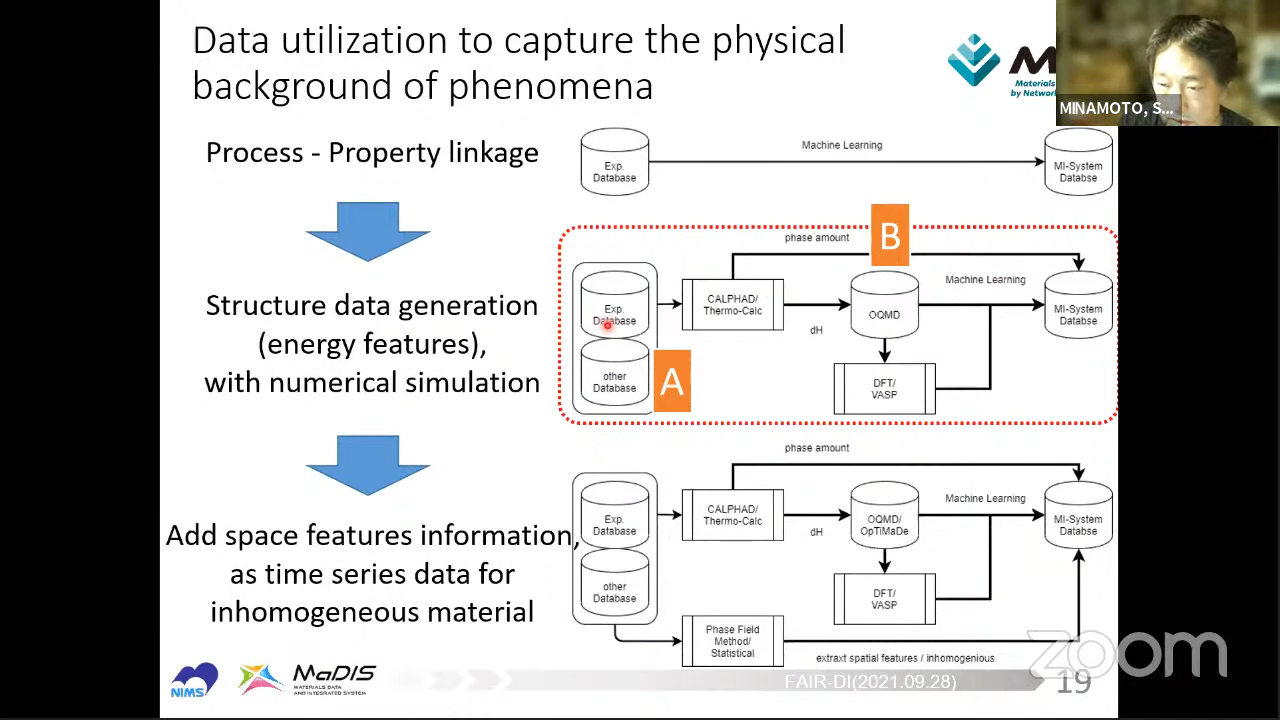 Data utilization to capture the physical
background of phenomena
Materials
by Network
MINAMOTO, S...
Process - Property linkage
Exp.
Database
Machine Learning
MI-System
Databse
Structure data generation
(energy features),
with numerical simulation
phase amount
B
Exp.
Database
other
Database
A
CALPHAD/
Thermo-Calc
dH
OQMD
DFT/
VASP
Machine Learning
MI-System
Databse
Add space features information,
as time series data for
inhomogeneous material
phase amount
Exp.
Database
other
Database
CALPHAD/
Thermo-Calc
dH
OQMD/
OpTIMaDe
DFT/
VASP
Machine Learning
MI-System
Databse
Phase Field
Method/
Statistical
extraxt spatial features / inhomogenious
zoom
NIMS
MaDIS
MATERIALS DATA
AND INTEGRATED SYSTEM
FAIR-DI(2021.09.28)
19